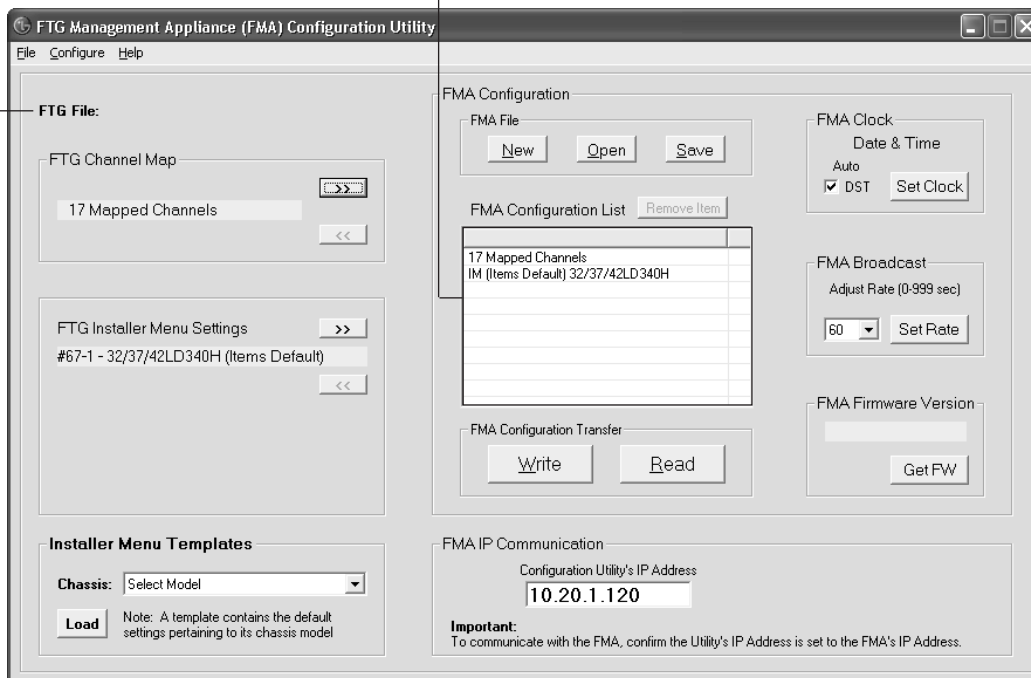 FTG Management Appliance (FMA) Configuration Utility
File Configure Help
FTG File:
FTG Channel Map
>>
17 Mapped Channels
<<
FTG Installer Menu Settings >>
#67-1 - 32/37/42LD340H (Items Default)
<<
Installer Menu Templates
Chassis: Select Model
Load
Note: A template contains the default
settings pertaining to its chassis model
FMA Configuration
FMA File
New Open Save
FMA Configuration List Remove Item
17 Mapped Channels
IM (Items Default) 32/37/42LD340H
FMA Configuration Transfer
Write Read
FMA Clock
Date & Time
Auto
DST Set Clock
FMA Broadcast
Adjust Rate (0-999 sec)
60 Set Rate
FMA Firmware Version
Get FW
FMA IP Communication
Configuration Utility's IP Address
10.20.1.120
Important:
To communicate with the FMA, confirm the Utility's IP Address is set to the FMA's IP Address.